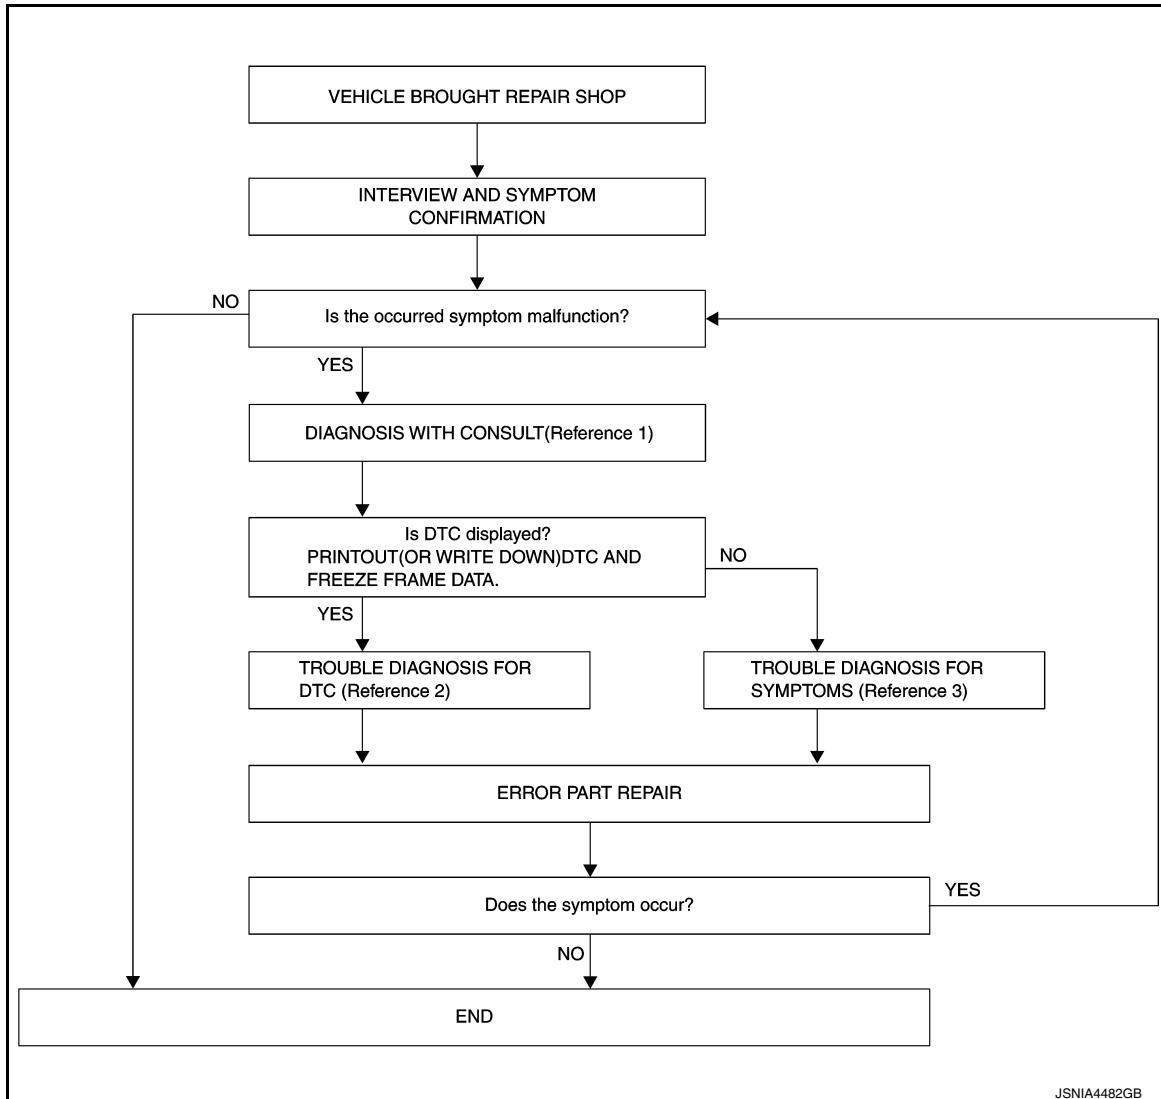 VEHICLE BROUGHT REPAIR SHOP
INTERVIEW AND SYMPTOM
CONFIRMATION
NO
Is the occurred symptom malfunction?
YES
DIAGNOSIS WITH CONSULT(Reference 1)
Is DTC displayed?
PRINTOUT(OR WRITE DOWN)DTC AND
FREEZE FRAME DATA.
NO
YES
TROUBLE DIAGNOSIS FOR
DTC (Reference 2)
TROUBLE DIAGNOSIS FOR
SYMPTOMS (Reference 3)
ERROR PART REPAIR
Does the symptom occur?
YES
NO
END
JSNIA4482GB